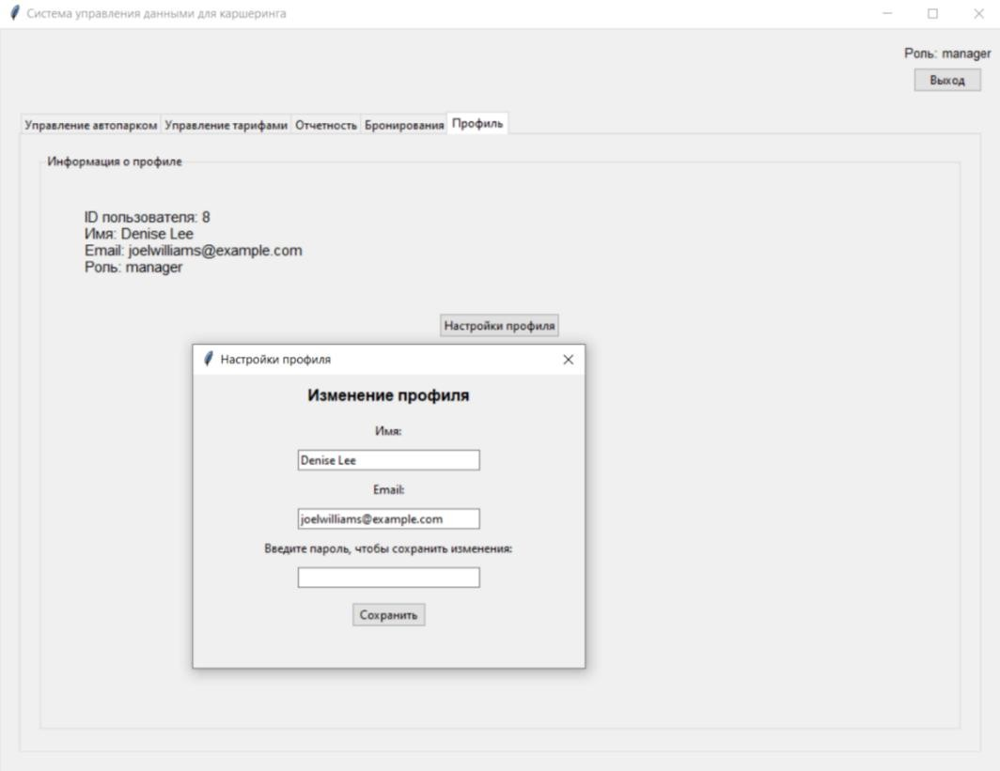 Система управления данными для каршеринга
Роль: manager
Выход
Управление автопарком Управление тарифами Отчетность Бронирования Профиль
Информация о профиле
ID пользователя: 8
Имя: Denise Lee
Email: joelwilliams@example.com
Роль: manager
Настройки профиля
Настройки профиля
Изменение профиля
Имя:
Denise Lee
Email:
joelwilliams@example.com
Введите пароль, чтобы сохранить изменения:
Сохранить